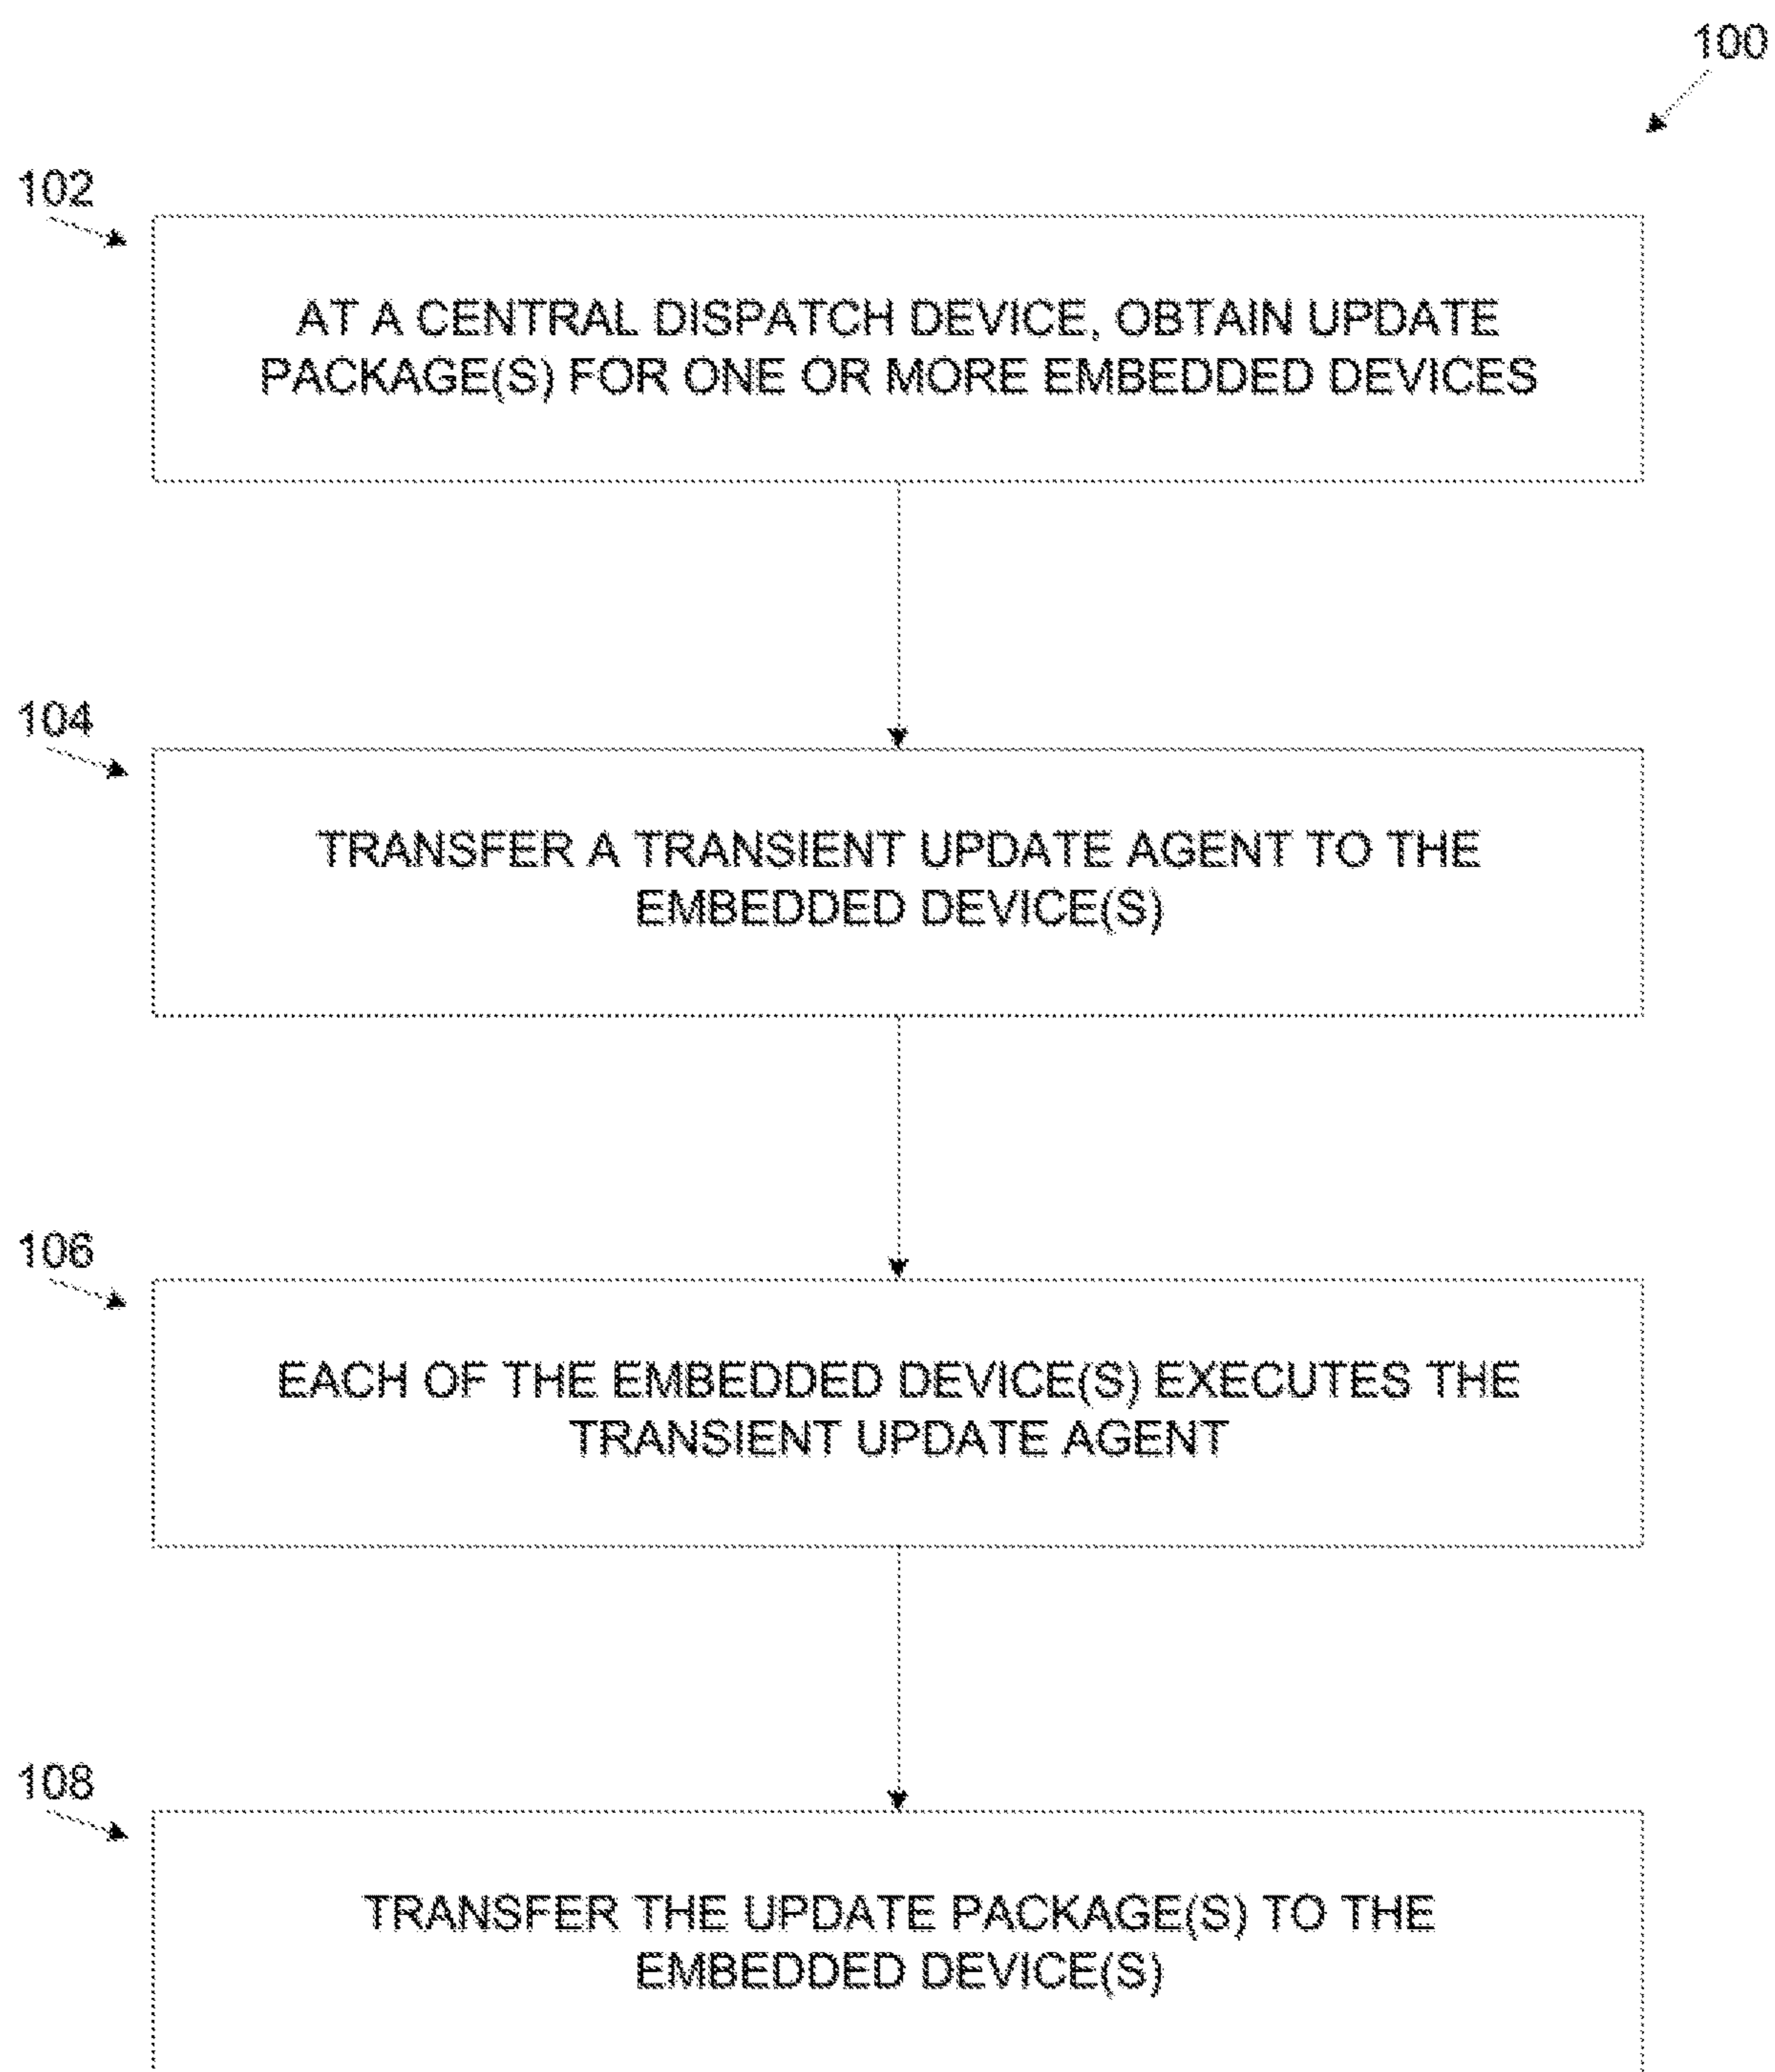 100
102
AT A CENTRAL DISPATCH DEVICE, OBTAIN UPDATE
PACKAGE(S) FOR ONE OR MORE EMBEDDED DEVICES
104
TRANSFER A TRANSIENT UPDATE AGENT TO THE
EMBEDDED DEVICE(S)
106
EACH OF THE EMBEDDED DEVICE(S) EXECUTES THE
TRANSIENT UPDATE AGENT
108
TRANSFER THE UPDATE PACKAGE(S) TO THE
EMBEDDED DEVICE(S)